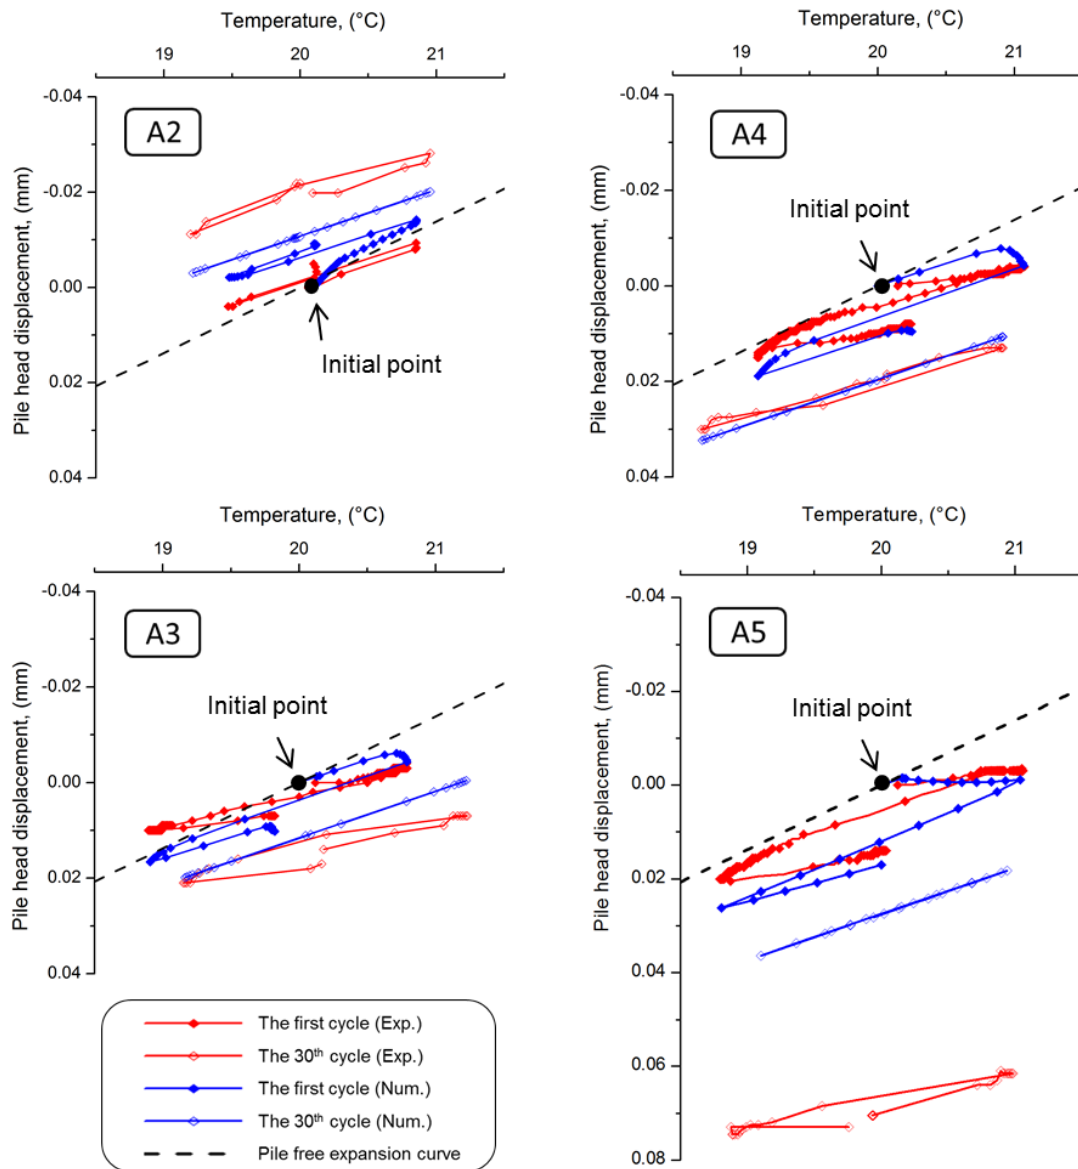 Temperature, (°C)
19 20 21
Pile head displacement, (mm)
-0.04
-0.02
0.00
0.02
0.04
A2
Initial point
Temperature, (°C)
19 20 21
Pile head displacement, (mm)
-0.04
-0.02
0.00
0.02
0.04
A4
Initial point
Temperature, (°C)
19 20 21
Pile head displacement, (mm)
-0.04
-0.02
0.00
0.02
0.04
A3
Initial point
The first cycle (Exp.)
The 30th cycle (Exp.)
The first cycle (Num.)
The 30th cycle (Num.)
Pile free expansion curve
Temperature, (°C)
19 20 21
Pile head displacement, (mm)
-0.04
-0.02
0.00
0.02
0.04
0.06
0.08
A5
Initial point